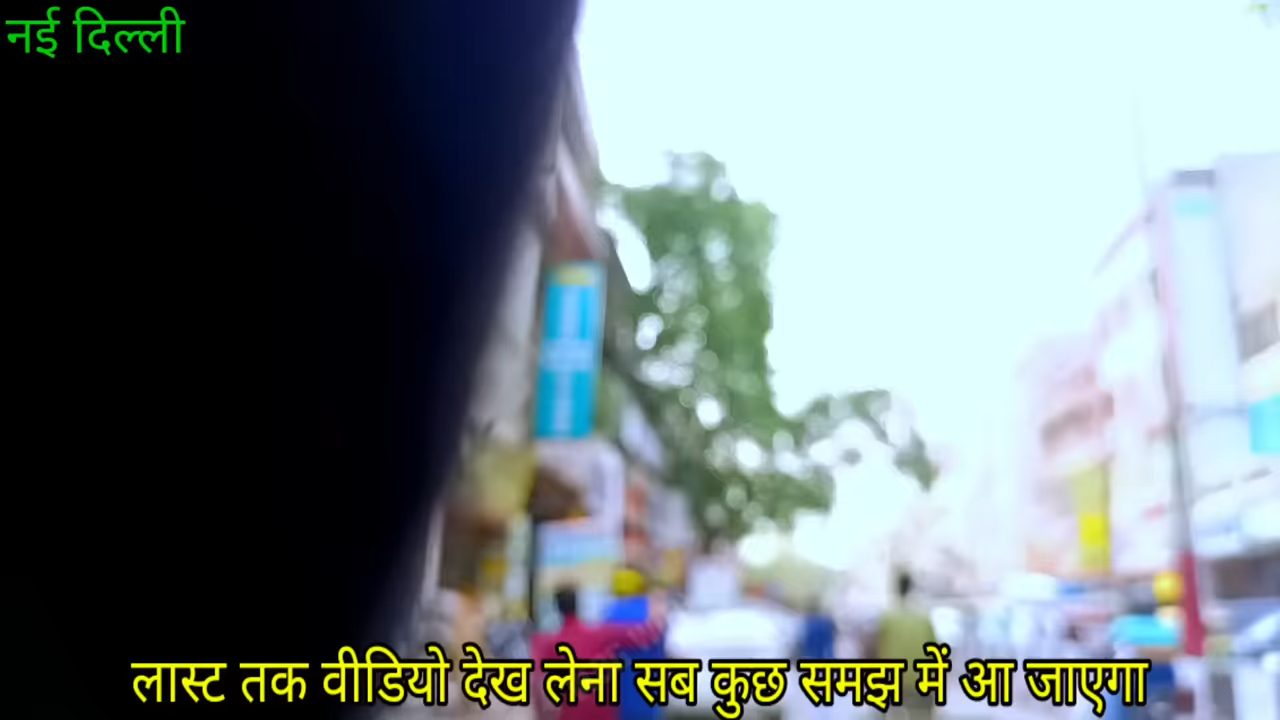 नई दिल्ली
लास्ट तक वीडियो देख लेना सब कुछ समझ में आ जाएगा